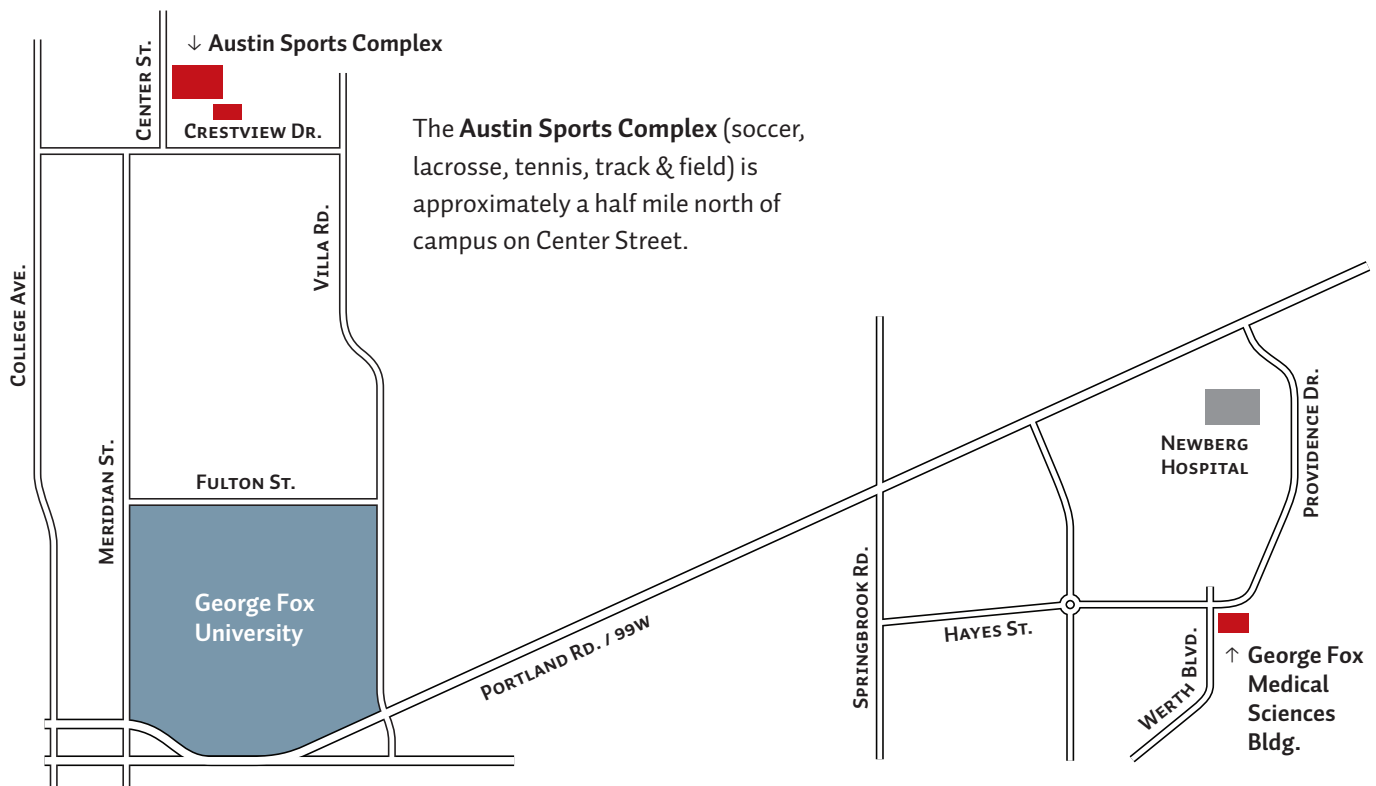 ↓ Austin Sports Complex
CENTER ST.
CRESTVIEW DR.
The Austin Sports Complex (soccer,
lacrosse, tennis, track & field) is
approximately a half mile north of
campus on Center Street.
VILLA RD.
COLLEGE AVE.
MERIDIAN ST.
FULTON ST.
George Fox
University
PORTLAND RD. / 99W
SPRINGBROOK RD.
HAYES ST.
NEWBERG
HOSPITAL
PROVIDENCE DR.
WERTH BLVD.
↑ George Fox
Medical
Sciences
Bldg.